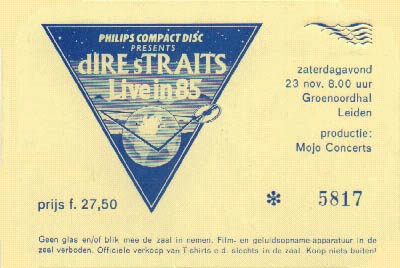 PHILIPS COMPACT DISC
PRESENTS
dIRE sTRAITS
Live in 85
zaterdagavond
23 nov. 8.00 uur
Groenoordhal
Leiden
productie:
Mojo Concerts
* 5817
prijs f. 27,50
Geen glas en/of blik mee de zaal in nemen. Film- en geluidsopname-apparatuur in de
zaal verboden. Officiele verkoop van T-shirts e.d. slechts in de zaal. Koop niets buiten!